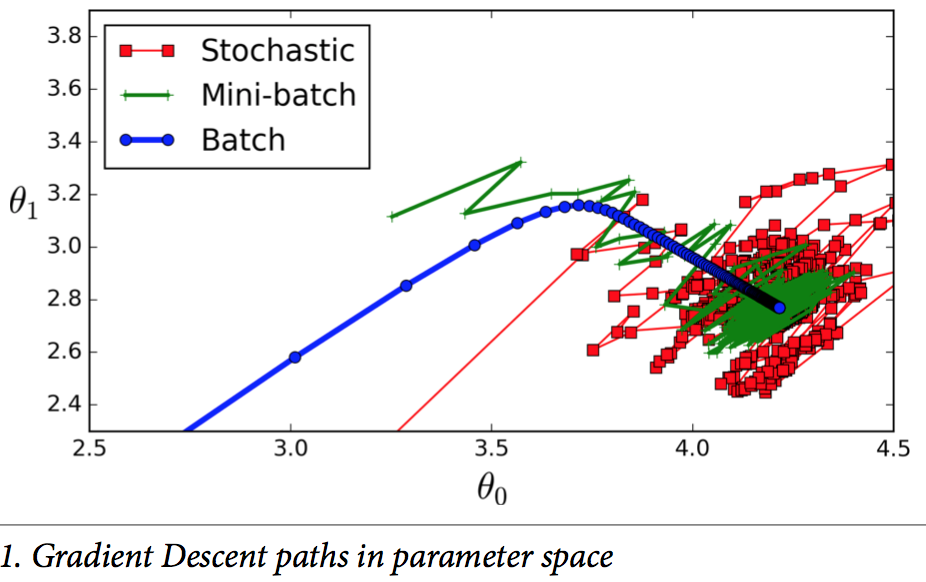 3.8
3.6
3.4
3.2
3.0
2.8
2.6
2.4
θ1
Stochastic
Mini-batch
Batch
2.5 3.0 3.5 4.0 4.5
θ0
1. Gradient Descent paths in parameter space